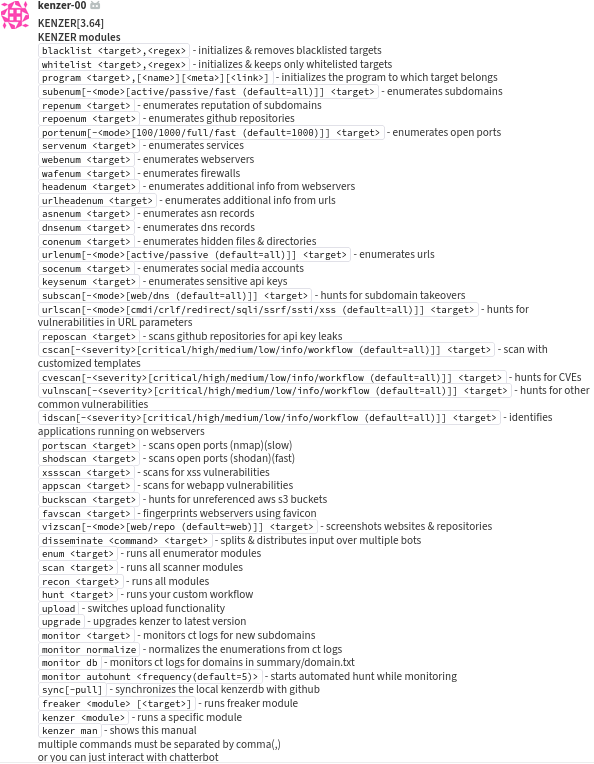 kenzer-00
KENZER[3.64]
KENZER modules
blacklist <target>,<regex> - initializes & removes blacklisted targets
whitelist <target>,<regex> - initializes & keeps only whitelisted targets
program <target>,[<name>][<meta>][<link>] - initializes the program to which target belongs
subenum[-<mode>[active/passive/fast (default=all)]] <target> - enumerates subdomains
repenum <target> - enumerates reputation of subdomains
repoenum <target> - enumerates github repositories
portenum[-<mode>[100/1000/full/fast (default=1000)]] <target> - enumerates open ports
servenum <target> - enumerates services
webenum <target> - enumerates webservers
wafenum <target> - enumerates firewalls
headenum <target> - enumerates additional info from webservers
urlheadenum <target> - enumerates additional info from urls
asnenum <target> - enumerates asn records
dnsenum <target> - enumerates dns records
conenum <target> - enumerates hidden files & directories
urlenum[-<mode>[active/passive (default=all)]] <target> - enumerates urls
socenum <target> - enumerates social media accounts
keysenum <target> - enumerates sensitive api keys
subscan[-<mode>[web/dns (default=all)]] <target> - hunts for subdomain takeovers
urlscan[-<mode>[cmdi/crlf/redirect/sqli/ssrf/ssti/xss (default=all)]] <target> - hunts for
vulnerabilities in URL parameters
reposcan <target> - scans github repositories for api key leaks
cscan[-<severity>[critical/high/medium/low/info/workflow (default=all)]] <target> - scan with
customized templates
cvescan[-<severity>[critical/high/medium/low/info/workflow (default=all)]] <target> - hunts for CVEs
vulnscan[-<severity>[critical/high/medium/low/info/workflow (default=all)]] <target> - hunts for other
common vulnerabilities
idscan[-<severity>[critical/high/medium/low/info/workflow (default=all)]] <target> - identifies
applications running on webservers
portscan <target> - scans open ports (nmap)(slow)
shodscan <target> - scans open ports (shodan)(fast)
xssscan <target> - scans for xss vulnerabilities
appscan <target> - scans for webapp vulnerabilities
buckscan <target> - hunts for unreferenced aws s3 buckets
favscan <target> - fingerprints webservers using favicon
vizscan[-<mode>[web/repo (default=web)]] <target> - screenshots websites & repositories
disseminate <command> <target> - splits & distributes input over multiple bots
enum <target> - runs all enumerator modules
scan <target> - runs all scanner modules
recon <target> - runs all modules
hunt <target> - runs your custom workflow
upload - switches upload functionality
upgrade - upgrades kenzer to latest version
monitor <target> - monitors ct logs for new subdomains
monitor normalize - normalizes the enumerations from ct logs
monitor db - monitors ct logs for domains in summary/domain.txt
monitor autohunt <frequency(default=5)> - starts automated hunt while monitoring
sync[-pull] - synchronizes the local kenzerdb with github
freaker <module> [<target>] - runs freaker module
kenzer <module> - runs a specific module
kenzer man - shows this manual
multiple commands must be separated by comma(,)
or you can just interact with chatterbot